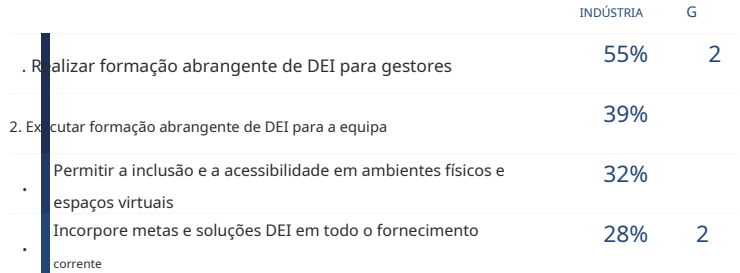 INDÚSTRIA G
. Realizar formação abrangente de DEI para gestores 55% 2
2. Executar formação abrangente de DEI para a equipa 39%
. Permitir a inclusão e a acessibilidade em ambientes físicos e 32%
espaços virtuais
. Incorpore metas e soluções DEI em todo o fornecimento 28% 2
corrente